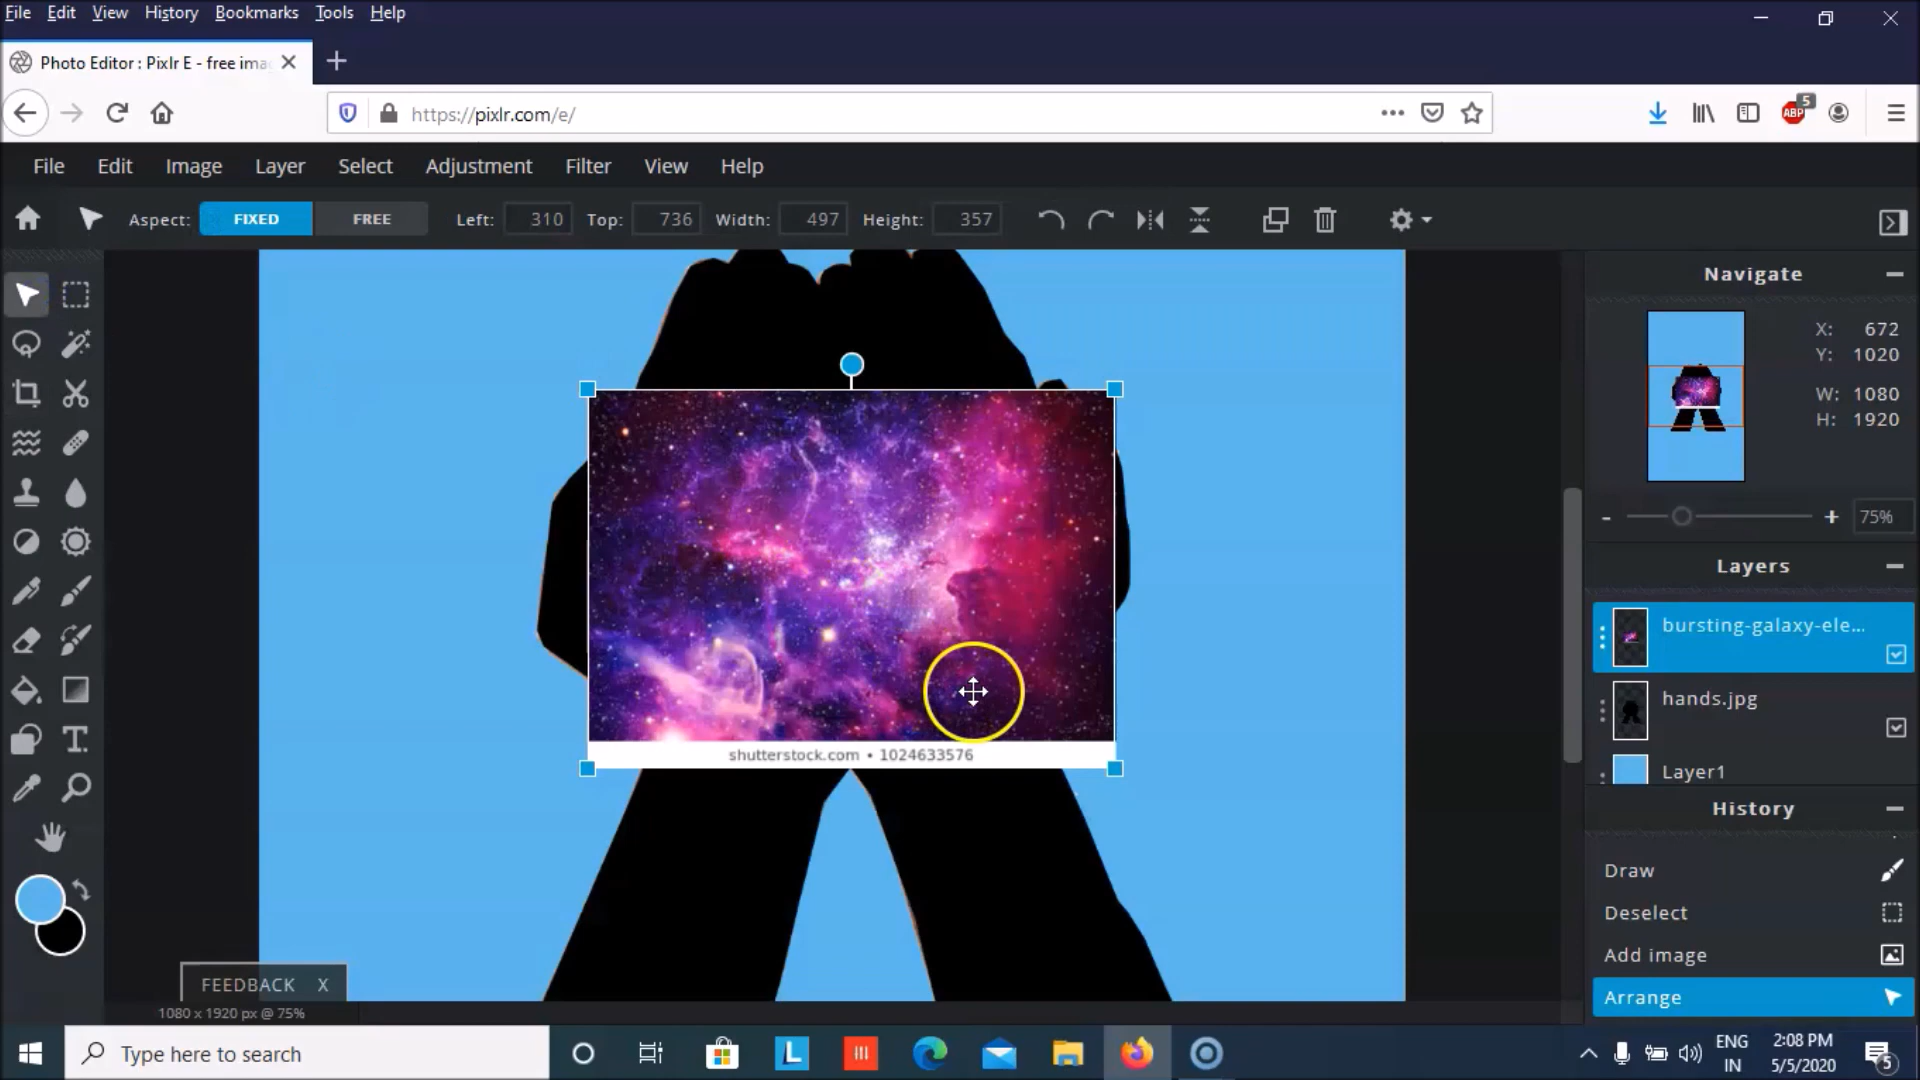 File Edit View History Bookmarks Tools Help
Photo Editor : Pixlr E - free ima
https://pixlr.com/e/
ABP 5
File Edit Image Layer Select Adjustment Filter View Help
Aspect: FIXED FREE Left: 310 Top: 736 Width: 497 Height: 357
Navigate
X: 672
Y: 1020
W: 1080
H: 1920
- + 75%
Layers
bursting-galaxy-ele...
hands.jpg
Layer1
shutterstock.com • 1024633576
History
Draw
Deselect
Add image
Arrange
FEEDBACK X
1080 x 1920 px @ 75%
Type here to search
L
ENG
IN
2:08 PM
5/5/2020
5